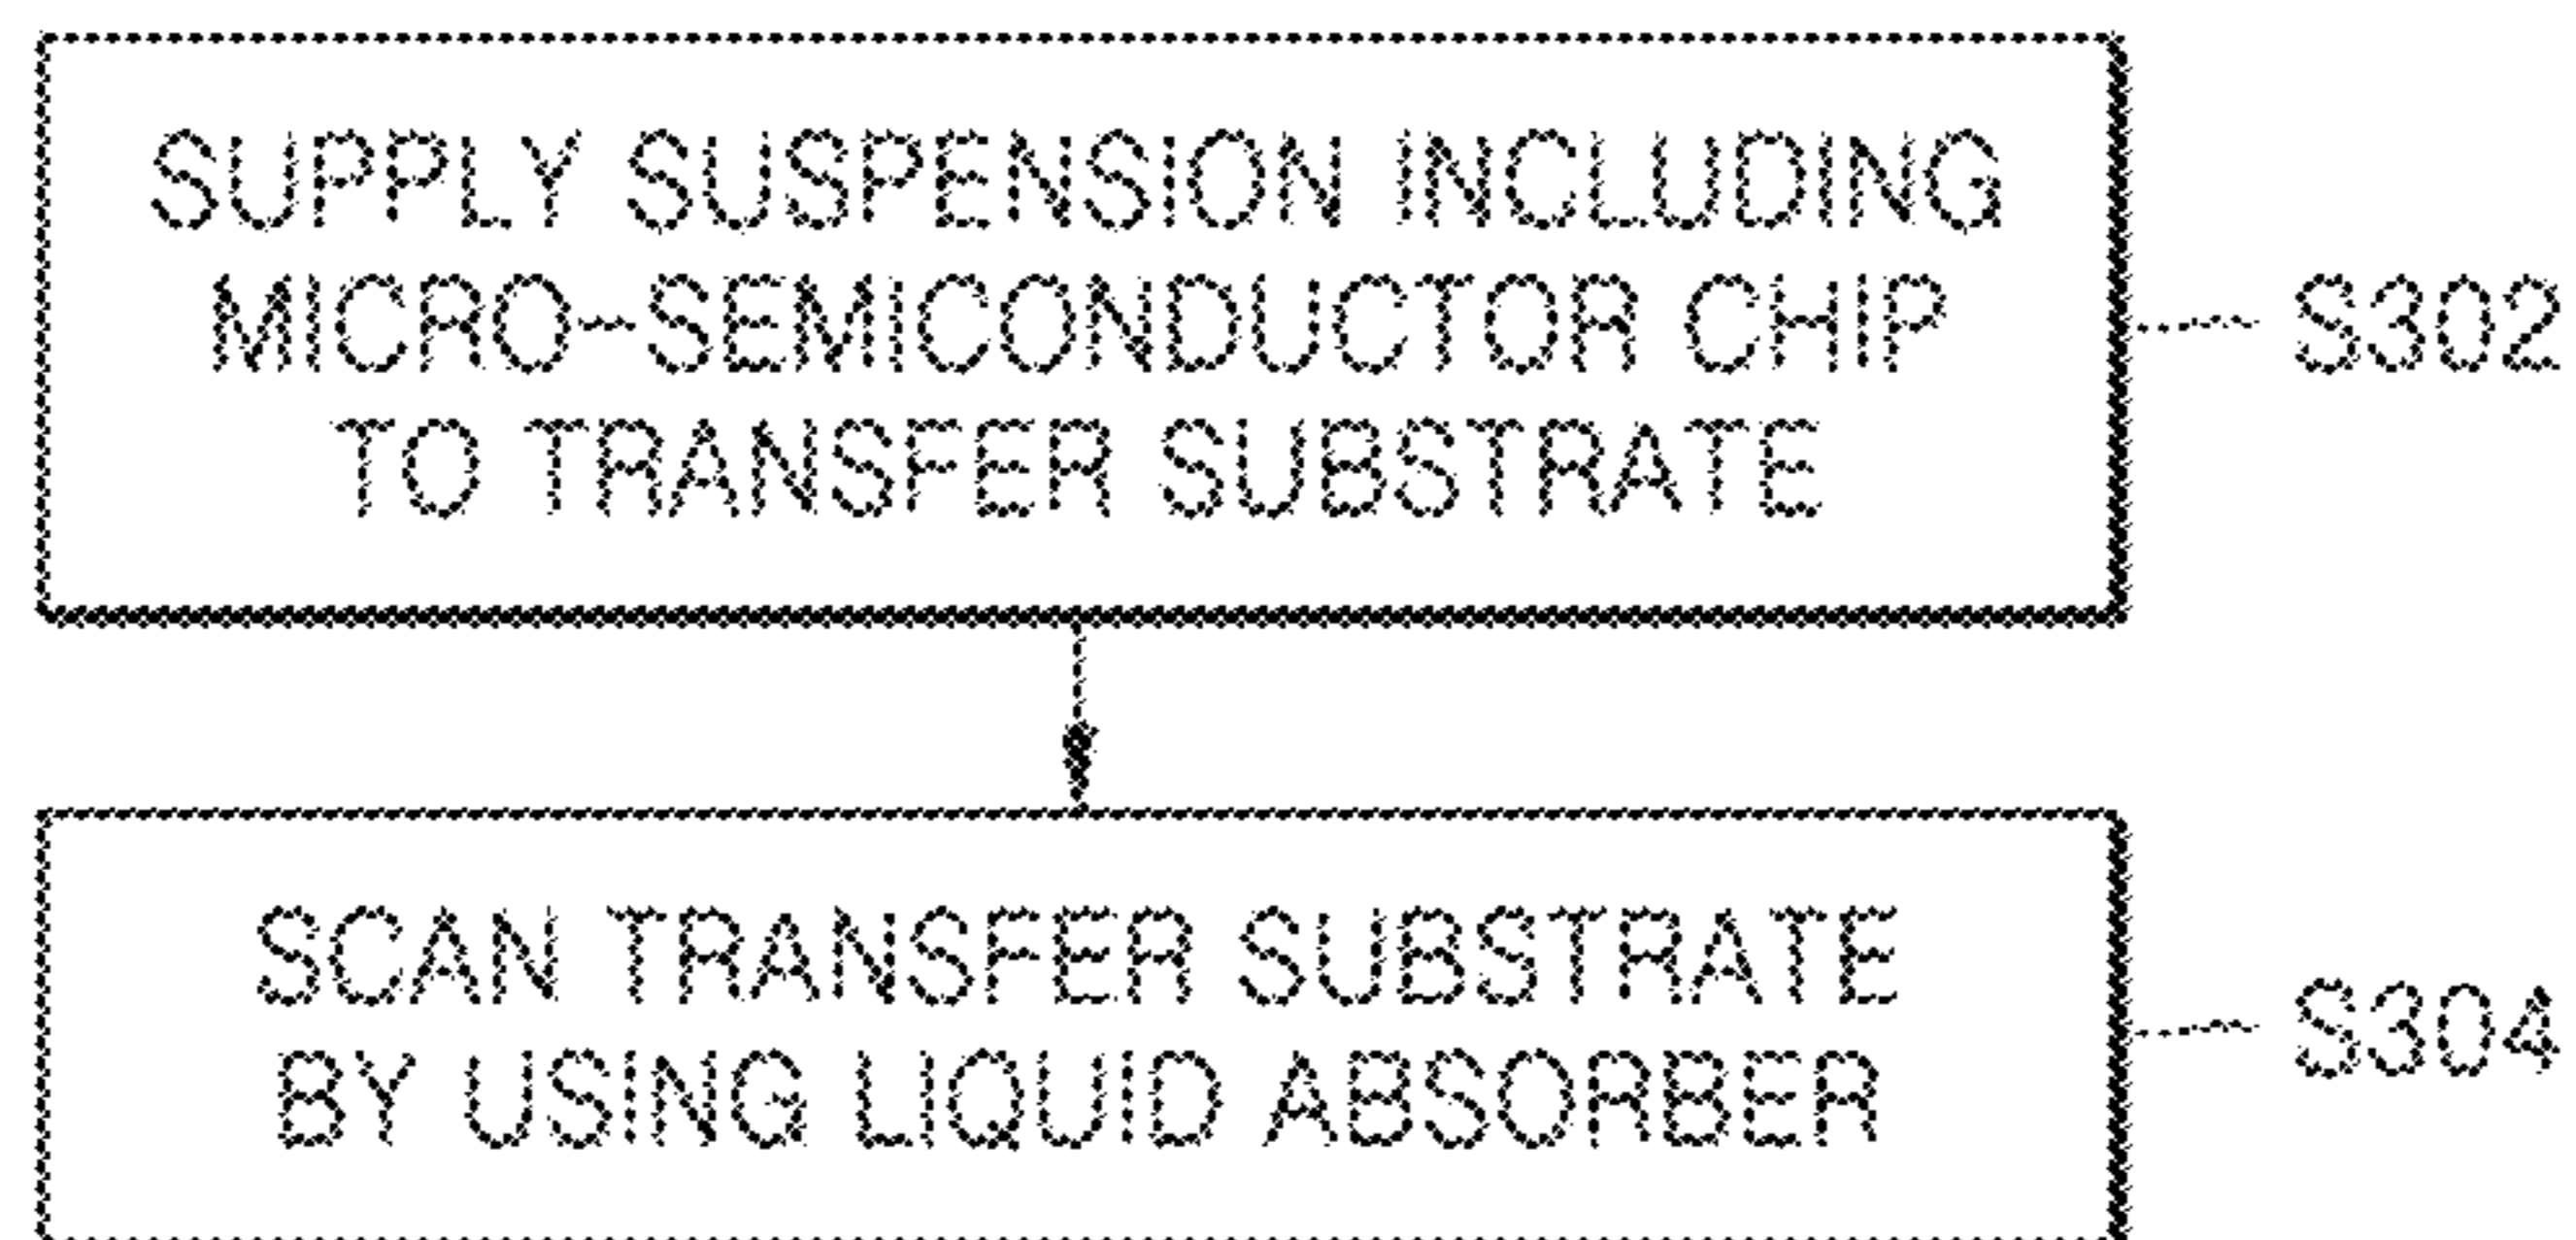 SUPPLY SUSPENSION INCLUDING
MICRO-SEMICONDUCTOR CHIP
TO TRANSFER SUBSTRATE
S302
SCAN TRANSFER SUBSTRATE
BY USING LIQUID ABSORBER
S304